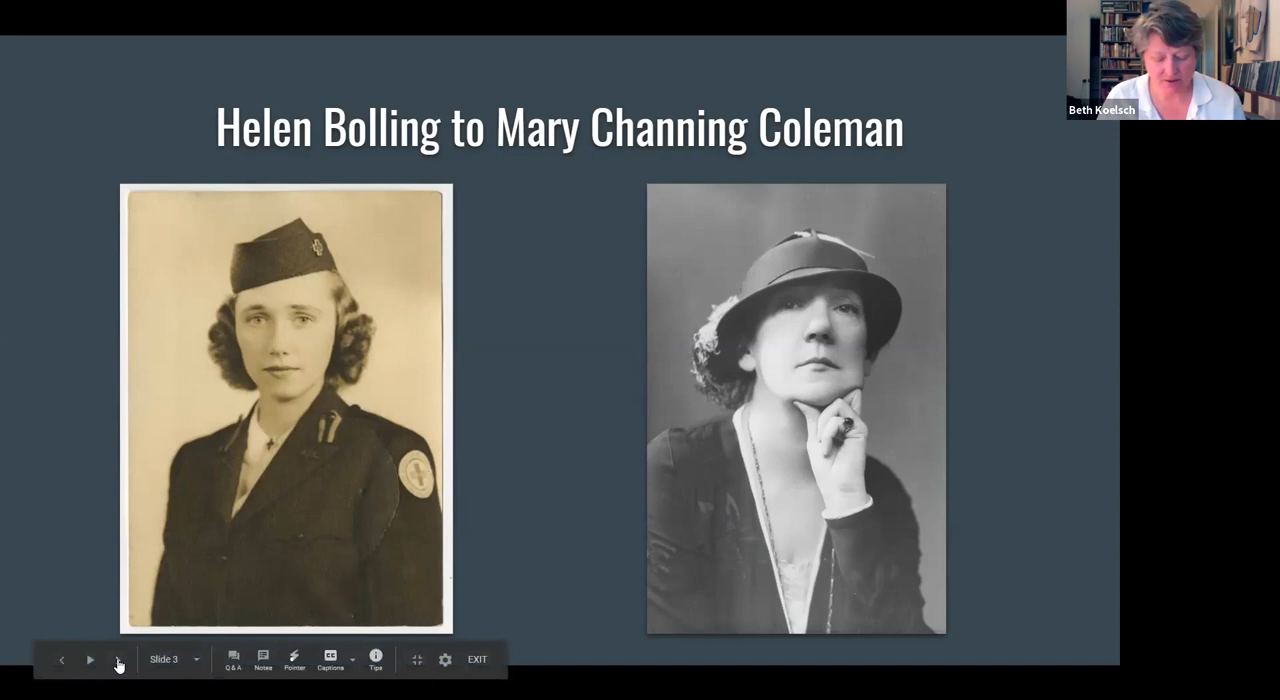 Helen Bolling to Mary Channing Coleman
Beth Koelsch
Slide 3
Q & A
Notes
Pointer
Captions
Tips
EXIT